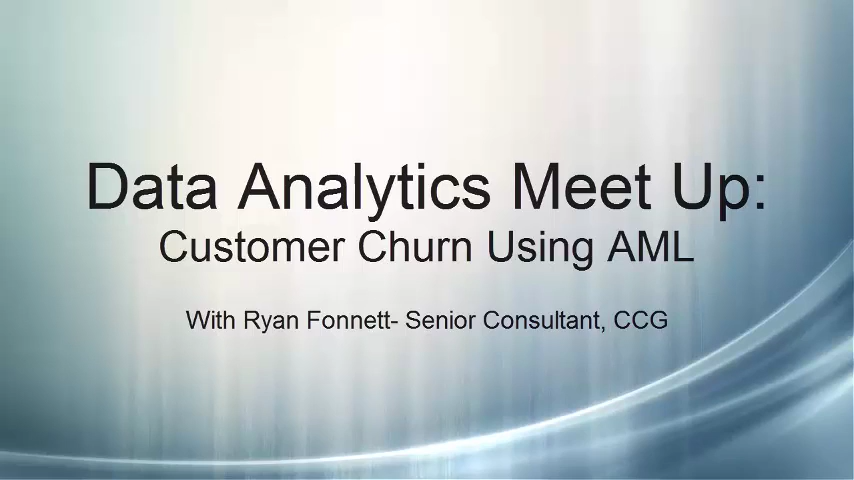 Data Analytics Meet Up:
Customer Churn Using AML
With Ryan Fonnett- Senior Consultant, CCG